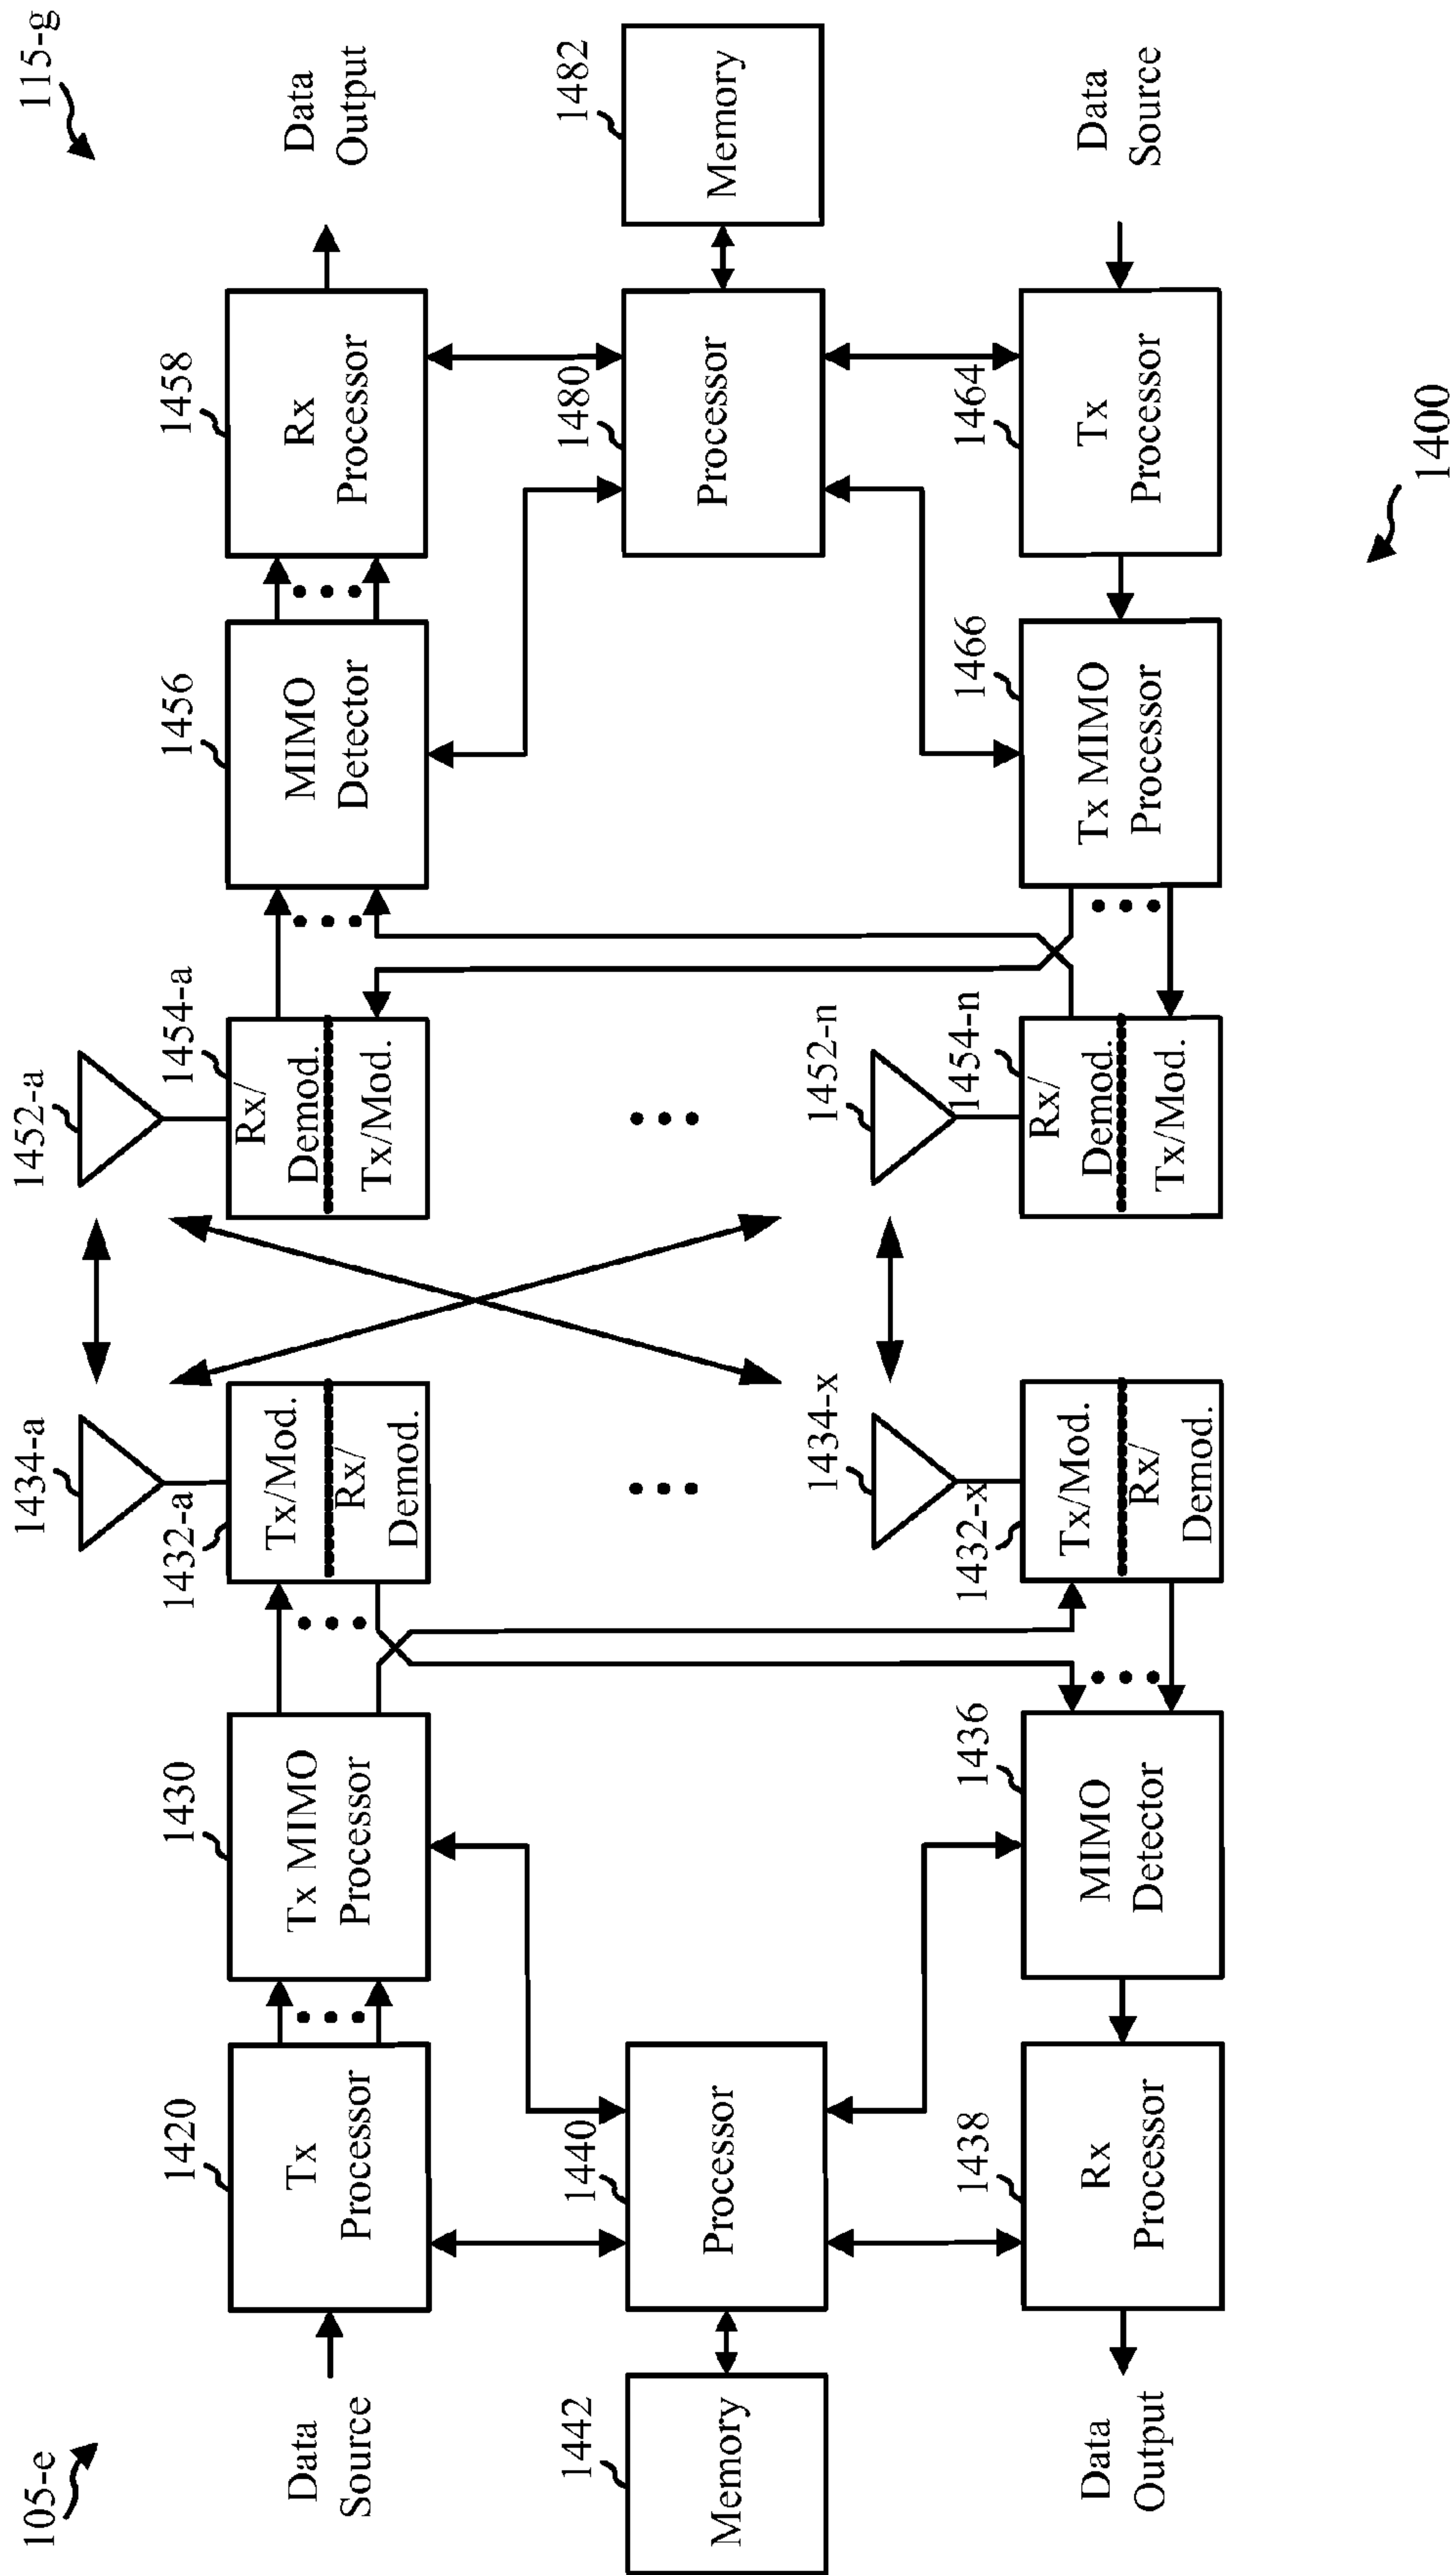 105-e
115-g
Data
Source
1420
Tx
Processor
1430
Tx MIMO
Processor
1434-a
1432-a
Tx/Mod.
Rx/
Demod.
1452-a
1454-a
Rx/
Demod.
Tx/Mod.
1456
MIMO
Detector
1458
Rx
Processor
Data
Output
1442
Memory
1440
Processor
1480
Processor
1482
Memory
Data
Output
1438
Rx
Processor
1436
MIMO
Detector
1434-x
1432-x
Tx/Mod.
Rx/
Demod.
1452-n
1454-n
Rx/
Demod.
Tx/Mod.
1466
Tx MIMO
Processor
1464
Tx
Processor
Data
Source
1400